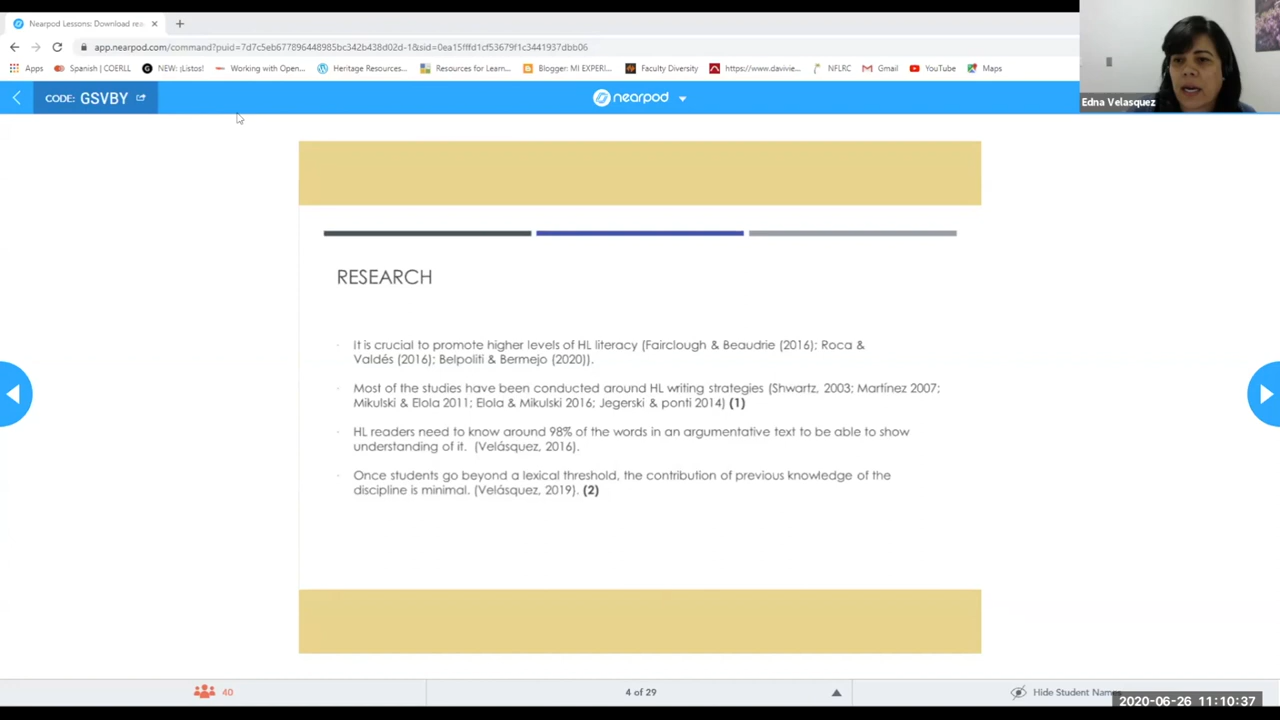 Nearpod Lessons: Download rea
app.nearpod.com/command?puid=7d7c5eb677896448985bc342b438d02d-1&sid=0ea15fffd1cf53679f1c3441937dbb06
Apps Spanish | COERLL NEW: ¡Listos! Working with Open... Heritage Resources... Resources for Learn... Blogger: MI EXPERI... Faculty Diversity https://www.davivie... NFLRC Gmail YouTube Maps
Edna Velasquez
CODE: GSVBY nearpod
RESEARCH
It is crucial to promote higher levels of HL literacy (Fairclough & Beaudrie (2016); Roca &
Valdés (2016); Belpoliti & Bermejo (2020)).
Most of the studies have been conducted around HL writing strategies (Shwartz, 2003; Martínez 2007;
Mikulski & Elola 2011; Elola & Mikulski 2016; Jegerski & ponti 2014) (1)
HL readers need to know around 98% of the words in an argumentative text to be able to show
understanding of it. (Velásquez, 2016).
Once students go beyond a lexical threshold, the contribution of previous knowledge of the
discipline is minimal. (Velásquez, 2019). (2)
40 4 of 29 Hide Student Names
2020-06-26 11:10:37